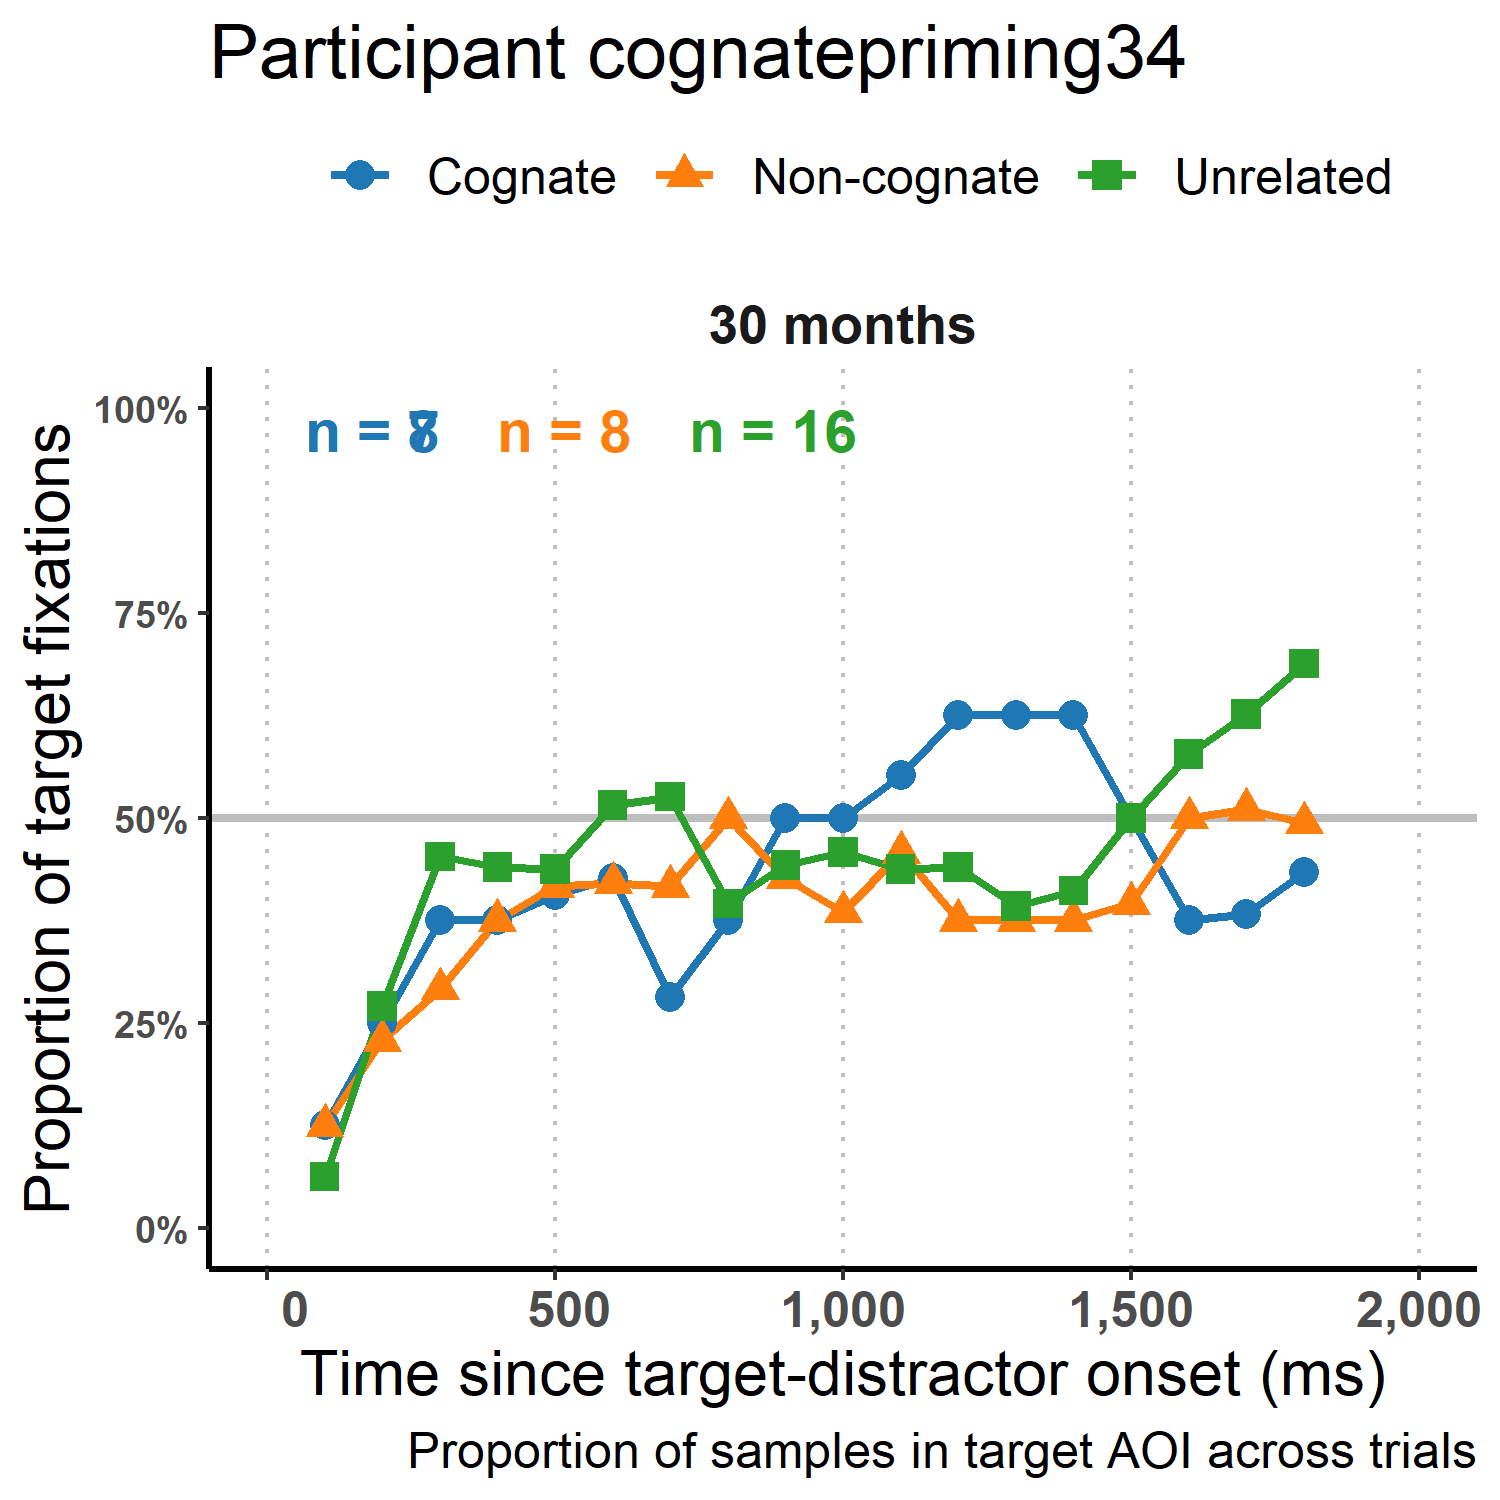 Participant cognatepriming34
Cognate Non-cognate Unrelated
30 months
100%
75%
50%
25%
0%
n = n = 8 n = 16
Proportion of target fixations
0 500 1,000 1,500 2,000
Time since target-distractor onset (ms)
Proportion of samples in target AOI across trials